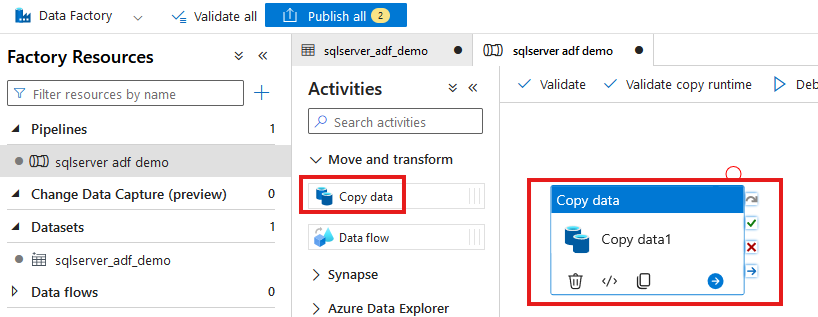 Data Factory
Validate all
Publish all 2
Factory Resources
Filter resources by name
Pipelines 1
sqlserver adf demo
Change Data Capture (preview) 0
Datasets 1
sqlserver_adf_demo
Data flows 0
sqlserver_adf_demo
sqlserver adf demo
Activities
Search activities
Move and transform
Copy data
Data flow
Synapse
Azure Data Explorer
Validate
Validate copy runtime
Deb
Copy data
Copy data1